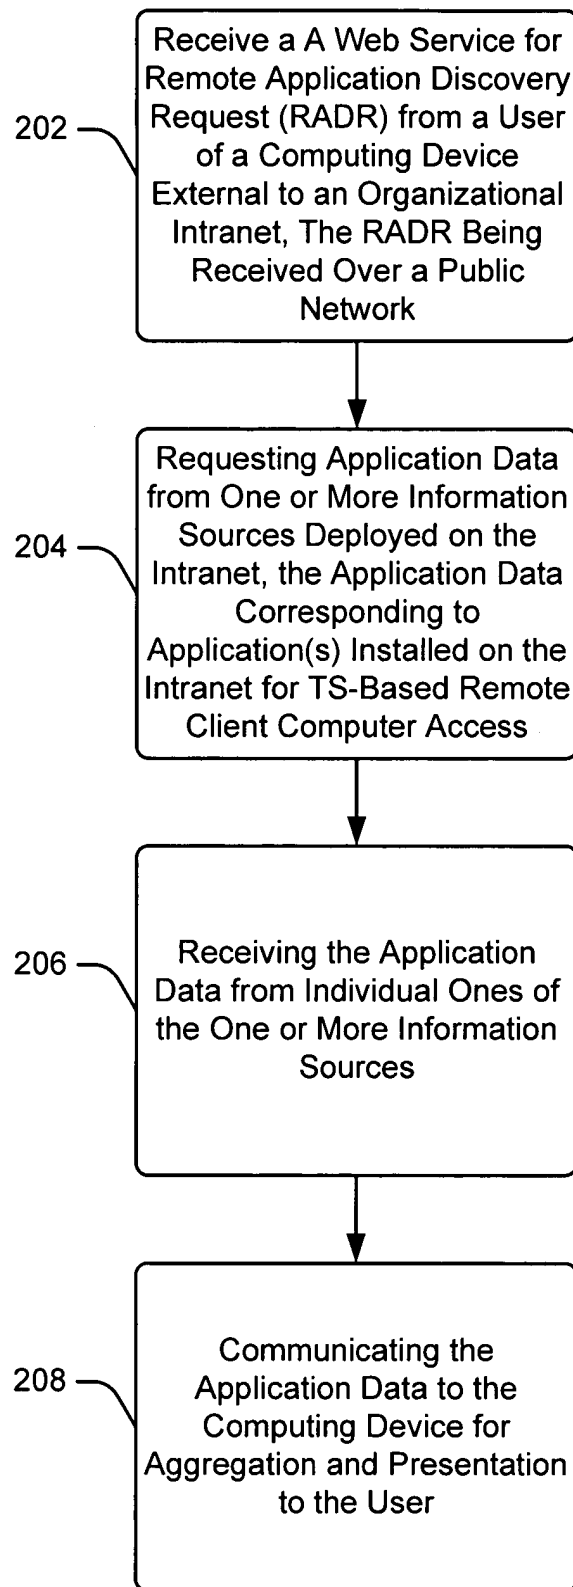 Receive a A Web Service for
Remote Application Discovery
Request (RADR) from a User
of a Computing Device
External to an Organizational
Intranet, The RADR Being
Received Over a Public
Network
202
Requesting Application Data
from One or More Information
Sources Deployed on the
Intranet, the Application Data
Corresponding to
Application(s) Installed on the
Intranet for TS-Based Remote
Client Computer Access
204
Receiving the Application
Data from Individual Ones of
the One or More Information
Sources
206
Communicating the
Application Data to the
Computing Device for
Aggregation and Presentation
to the User
208